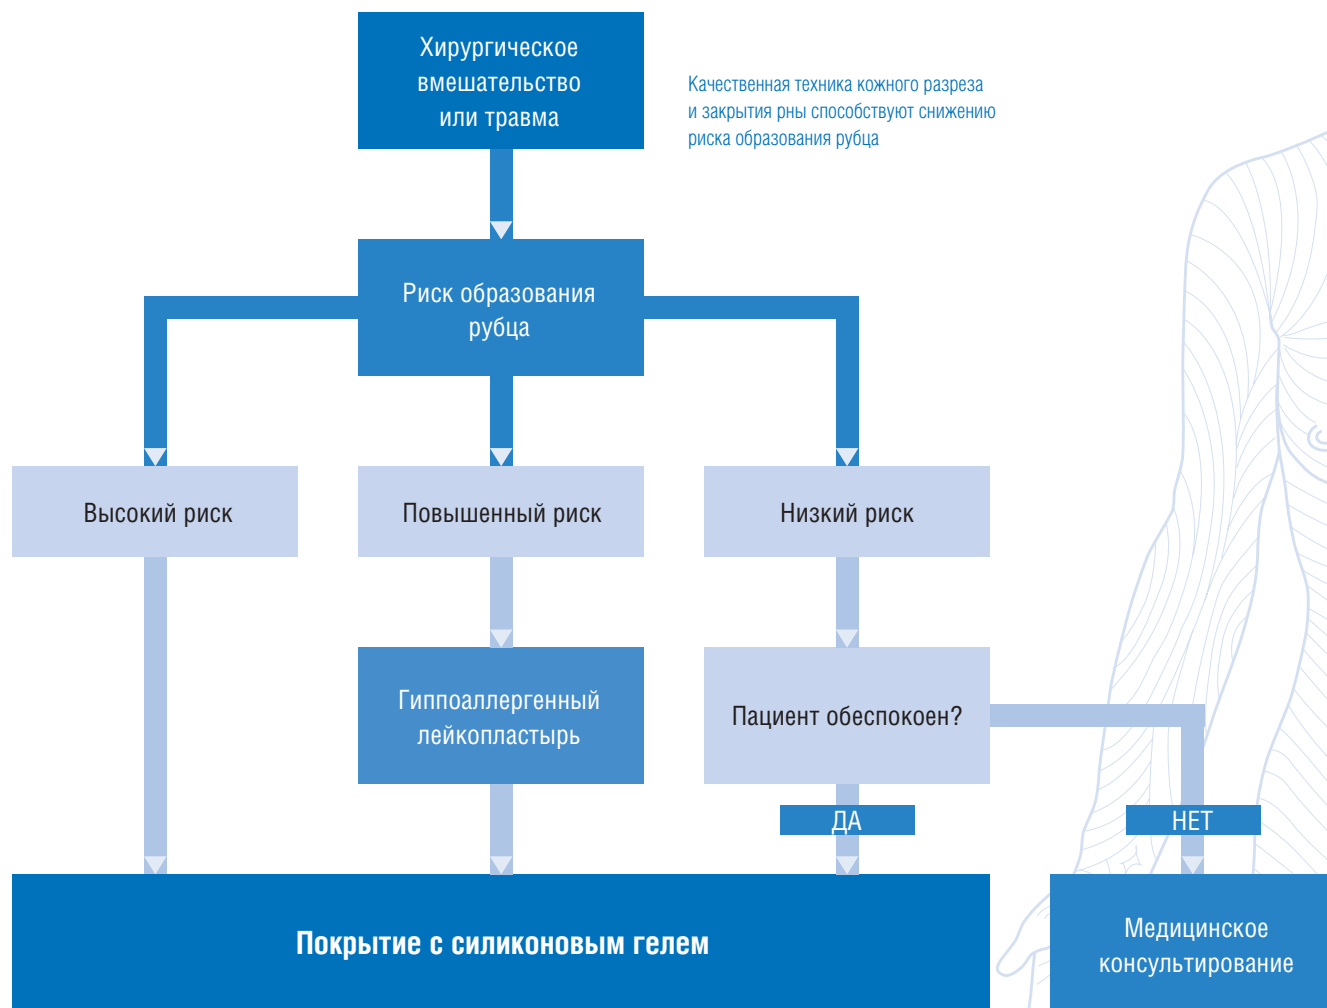 Хирургическое
вмешательство
или травма
Качественная техника кожного разреза
и закрытия рны способствуют снижению
риска образования рубца
Риск образования
рубца
Высокий риск
Повышенный риск
Низкий риск
Гиппоаллергенный
лейкопластырь
Пациент обеспокоен?
ДА
НЕТ
Покрытие с силиконовым гелем
Медицинское
консультирование